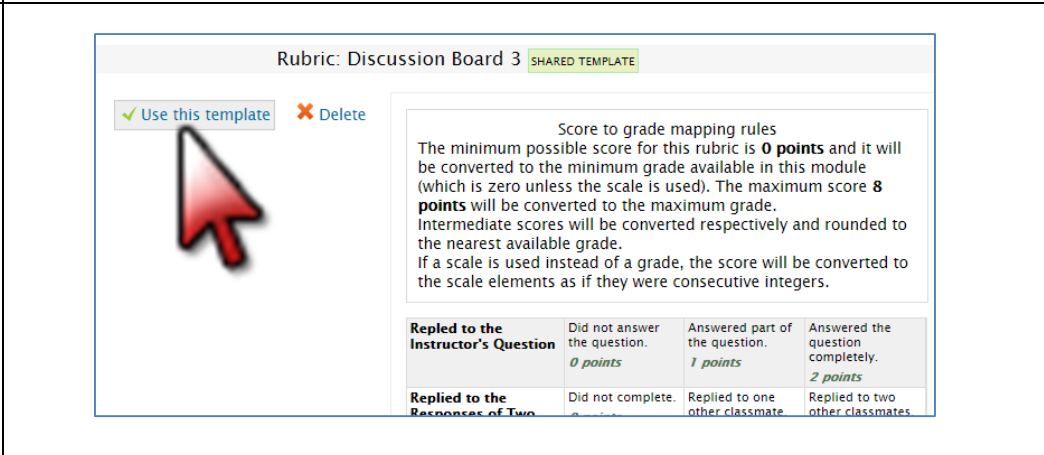 Rubric: Discussion Board 3 SHARED TEMPLATE
Use this template Delete
Score to grade mapping rules
The minimum possible score for this rubric is 0 points and it will
be converted to the minimum grade available in this module
(which is zero unless the scale is used). The maximum score 8
points will be converted to the maximum grade.
Intermediate scores will be converted respectively and rounded to
the nearest available grade.
If a scale is used instead of a grade, the score will be converted to
the scale elements as if they were consecutive integers.
Repled to the
Instructor's Question
Did not answer
the question.
0 points
Answered part of
the question.
1 points
Answered the
question
completely.
2 points
Replied to the
Responses of Two
Did not complete.
Replied to one
other classmate.
Replied to two
other classmates.